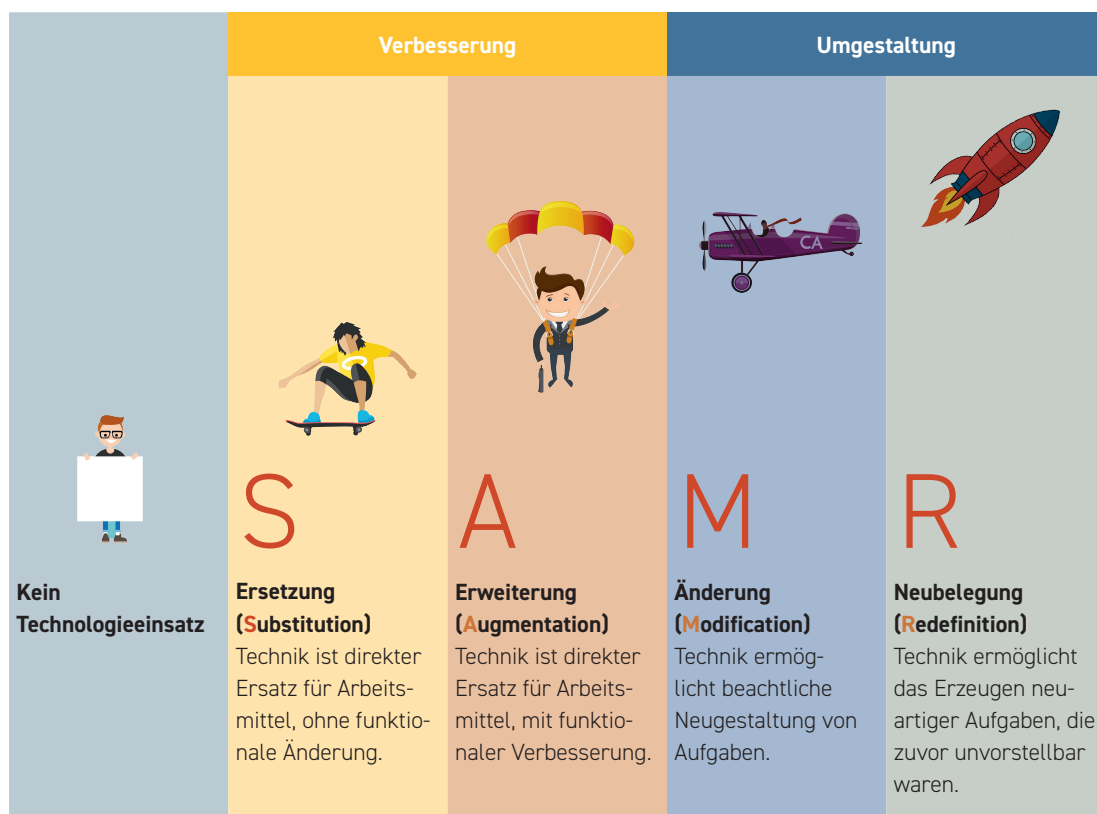 Verbesserung
Umgestaltung
CA
S
A
M
R
Kein
Technologieeinsatz
Ersetzung
(Substitution)
Technik ist direkter
Ersatz für Arbeits-
mittel, ohne funktio-
nale Änderung.
Erweiterung
(Augmentation)
Technik ist direkter
Ersatz für Arbeits-
mittel, mit funktio-
naler Verbesserung.
Änderung
(Modification)
Technik ermög-
licht beachtliche
Neugestaltung von
Aufgaben.
Neubelegung
(Redefinition)
Technik ermöglicht
das Erzeugen neu-
artiger Aufgaben, die
zuvor unvorstellbar
waren.